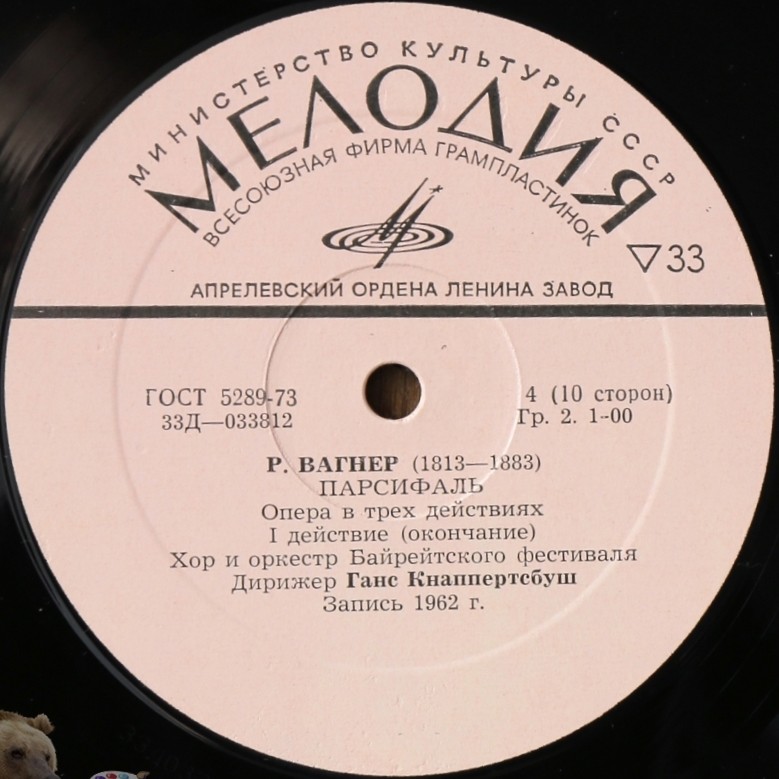 МИНИСТЕРСТВО КУЛЬТУРЫ СССР
МЕЛОДИЯ
ВСЕСОЮЗНАЯ ФИРМА ГРАМПЛАСТИНОК
33
АПРЕЛЕВСКИЙ ОРДЕНА ЛЕНИНА ЗАВОД
ГОСТ 5289-73
33Д—033812
4 (10 сторон)
Гр. 2. 1-00
Р. ВАГНЕР (1813—1883)
ПАРСИФАЛЬ
Опера в трех действиях
I действие (окончание)
Хор и оркестр Байрейтского фестиваля
Дирижер Ганс Кнаппертсбуш
Запись 1962 г.